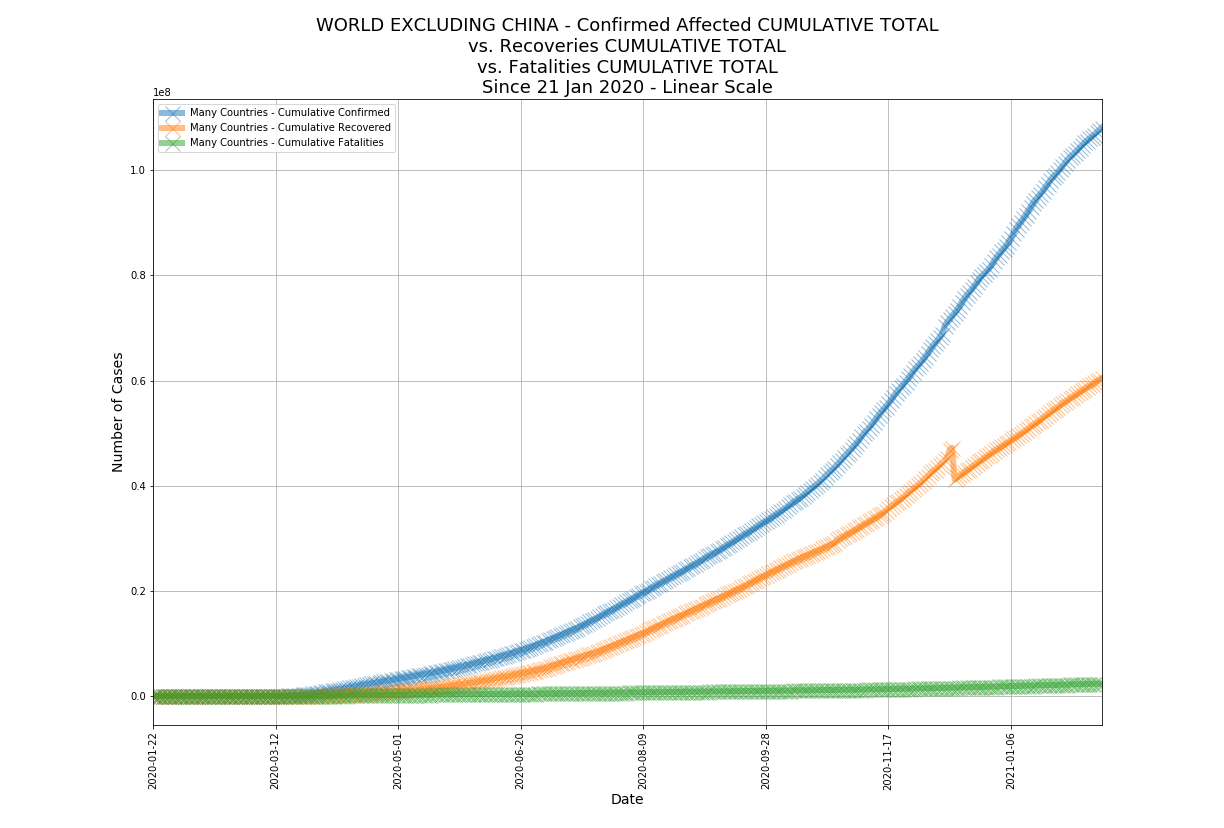 WORLD EXCLUDING CHINA - Confirmed Affected CUMULATIVE TOTAL
vs. Recoveries CUMULATIVE TOTAL
vs. Fatalities CUMULATIVE TOTAL
Since 21 Jan 2020 - Linear Scale
1e8
Many Countries - Cumulative Confirmed
Many Countries - Cumulative Recovered
Many Countries - Cumulative Fatalities
1.0
0.8
0.6
0.4
0.2
0.0
Number of Cases
2020-01-22
2020-03-12
2020-05-01
2020-06-20
2020-08-09
2020-09-28
2020-11-17
2021-01-06
Date